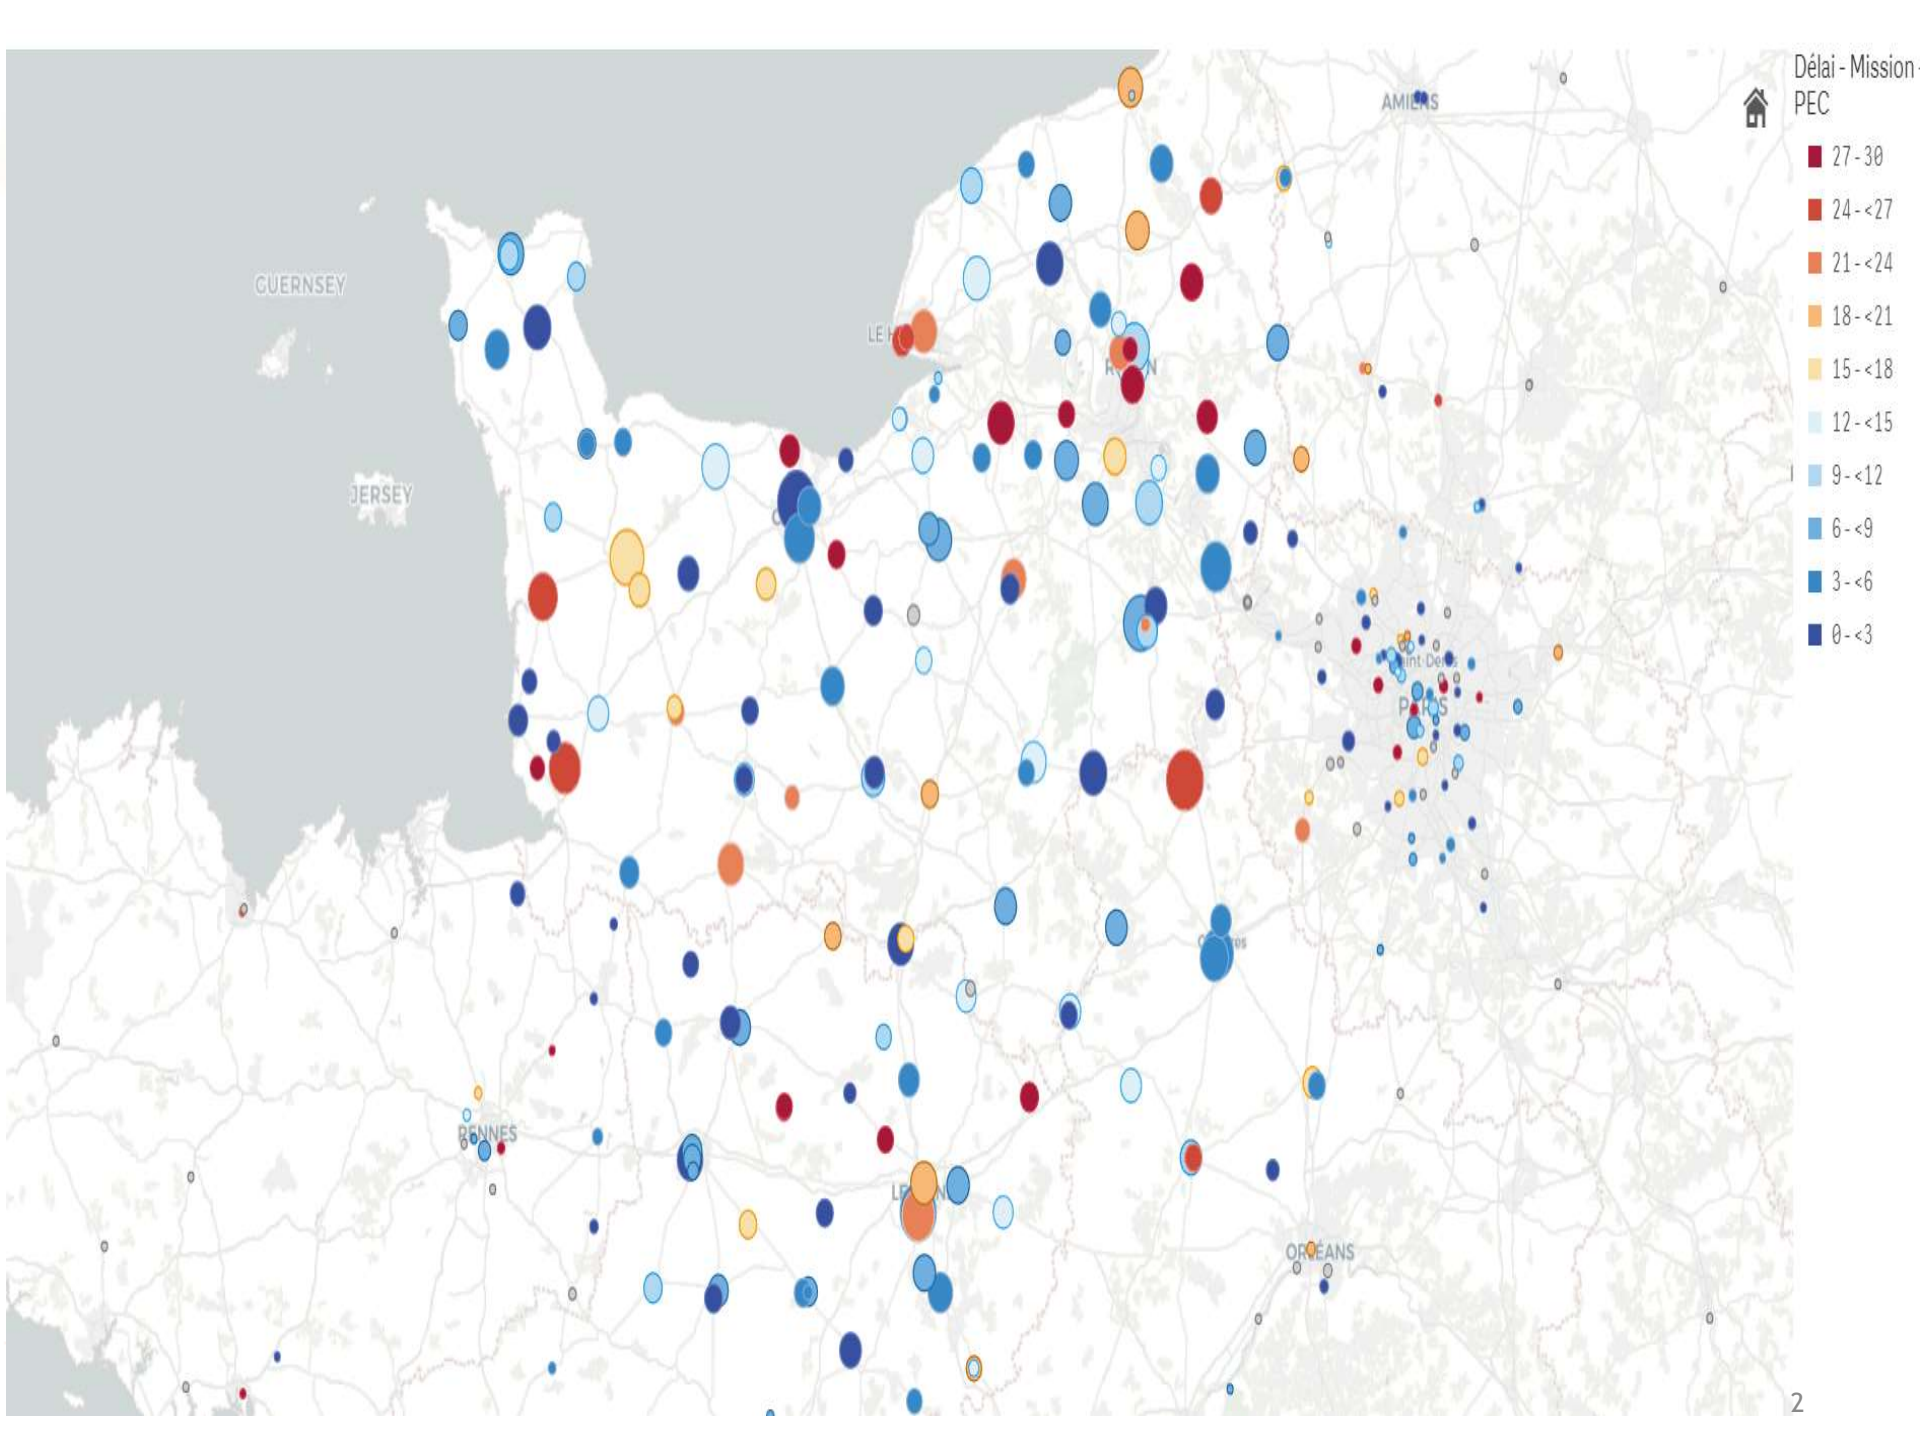 Délai - Mission -
PEC
27 - 30
24 - <27
21 - <24
18 - <21
15 - <18
12 - <15
9 - <12
6 - <9
3 - <6
0 - <3
AMIENS
GUERNSEY
LE H
JERSEY
PARIS
RENNES
ORLÉANS
2